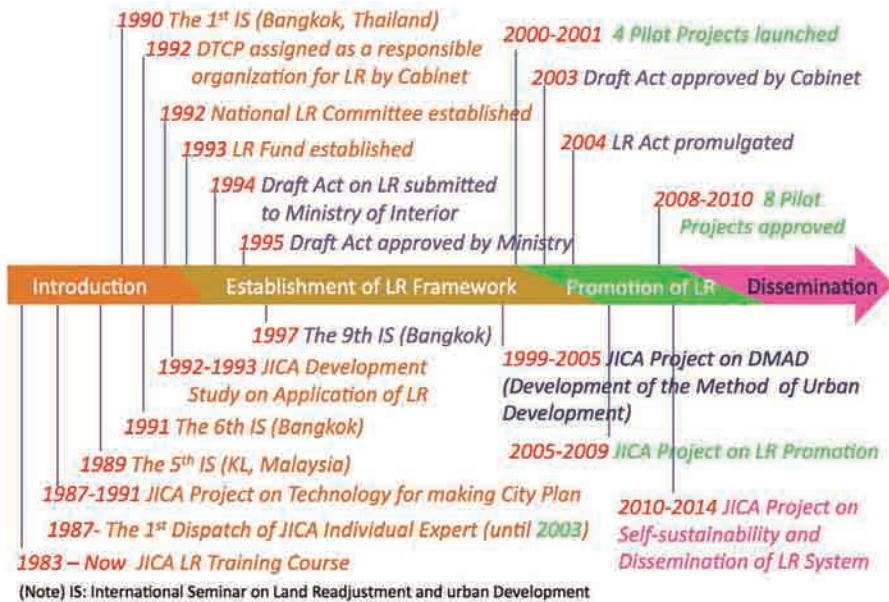 1990 The 1st IS (Bangkok, Thailand)
1992 DTCP assigned as a responsible
organization for LR by Cabinet
1992 National LR Committee established
1993 LR Fund established
1994 Draft Act on LR submitted
to Ministry of Interior
1995 Draft Act approved by Ministry
2000-2001 4 Pilot Projects launched
2003 Draft Act approved by Cabinet
2004 LR Act promulgated
2008-2010 8 Pilot
Projects approved
Introduction
Establishment of LR Framework
Promotion of LR
Dissemination
1997 The 9th IS (Bangkok)
1992-1993 JICA Development
Study on Application of LR
1991 The 6th IS (Bangkok)
1989 The 5th IS (KL, Malaysia)
1987-1991 JICA Project on Technology for making City Plan
1987- The 1st Dispatch of JICA Individual Expert (until 2003)
1983 – Now JICA LR Training Course
1999-2005 JICA Project on DMAD
(Development of the Method of Urban
Development)
2005-2009 JICA Project on LR Promotion
2010-2014 JICA Project on
Self-sustainability and
Dissemination of LR System
(Note) IS: International Seminar on Land Readjustment and urban Development